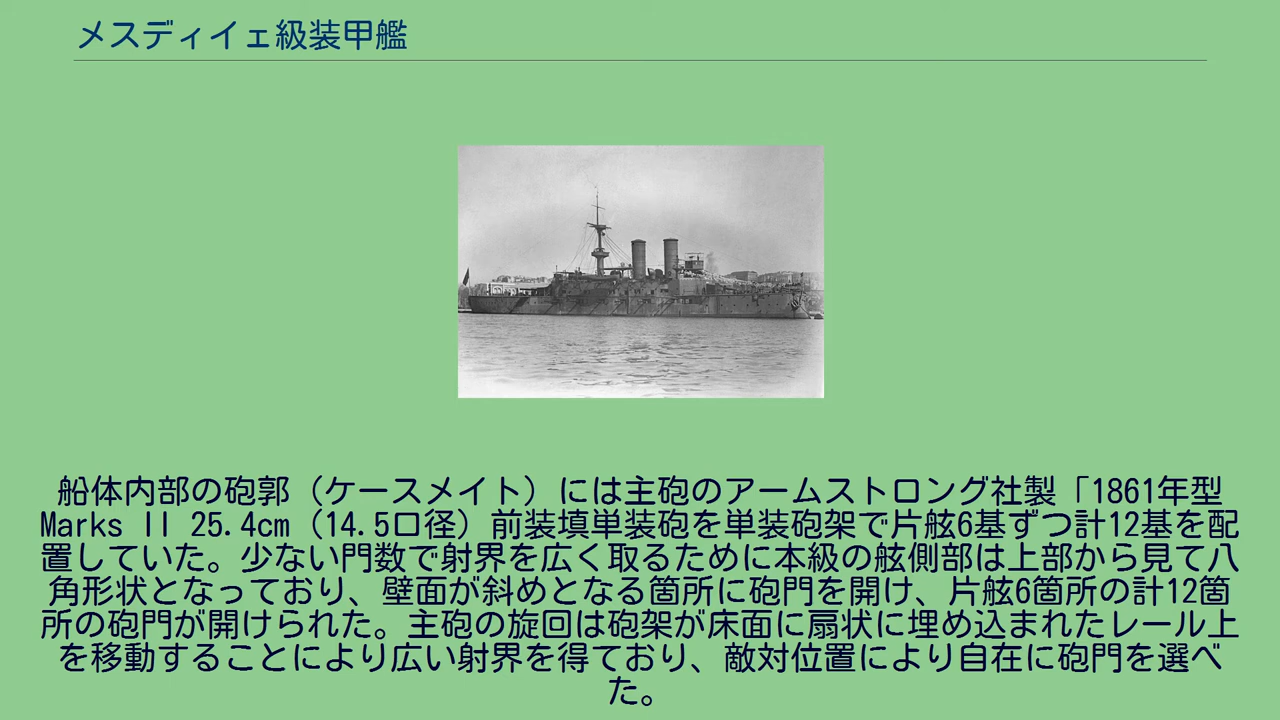 メスディイェ級装甲艦
船体内部の砲郭（ケースメイト）には主砲のアームストロング社製「1861年型
Marks II 25.4cm（14.5口径）前装填単装砲を単装砲架で片舷6基ずつ計12基を配
置していた。少ない門数で射界を広く取るために本級の舷側部は上部から見て八
角形状となっており、壁面が斜めとなる箇所に砲門を開け、片舷6箇所の計12箇
所の砲門が開けられた。主砲の旋回は砲架が床面に扇状に埋め込まれたレール上
を移動することにより広い射界を得ており、敵対位置により自在に砲門を選べ
た。